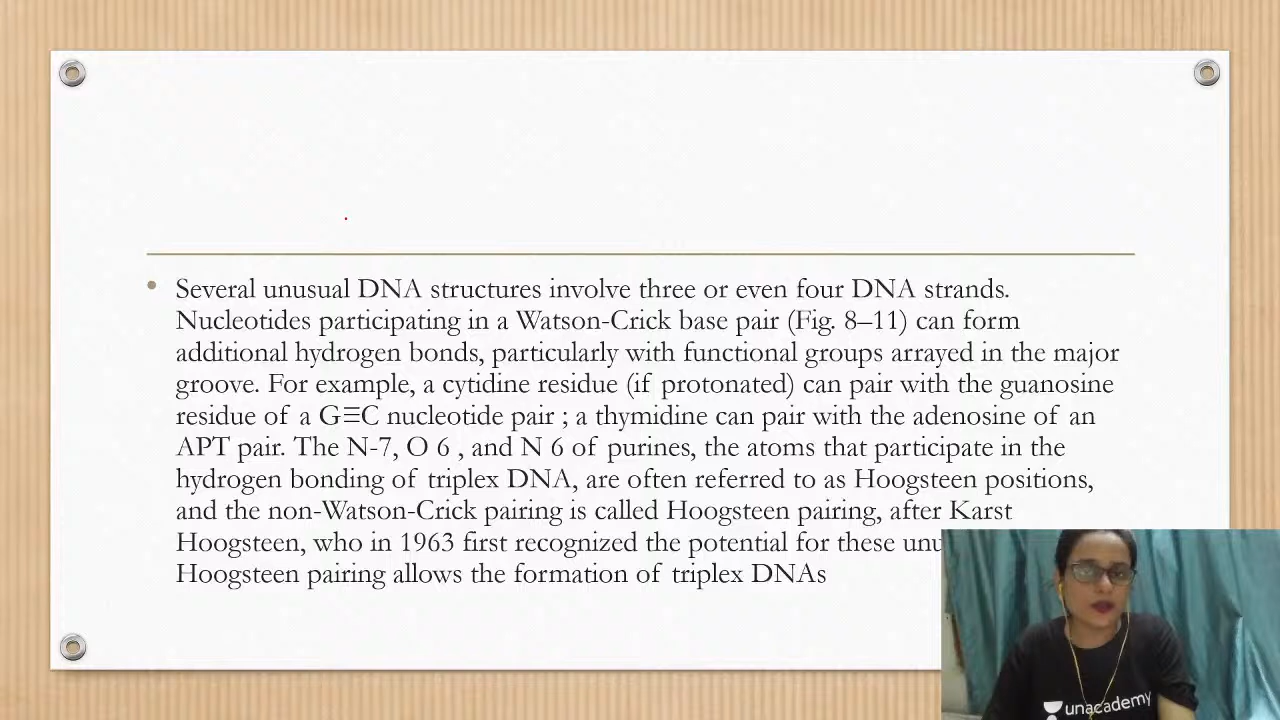 Several unusual DNA structures involve three or even four DNA strands.
Nucleotides participating in a Watson-Crick base pair (Fig. 8–11) can form
additional hydrogen bonds, particularly with functional groups arrayed in the major
groove. For example, a cytidine residue (if protonated) can pair with the guanosine
residue of a G☰C nucleotide pair ; a thymidine can pair with the adenosine of an
APT pair. The N-7, O 6 , and N 6 of purines, the atoms that participate in the
hydrogen bonding of triplex DNA, are often referred to as Hoogsteen positions,
and the non-Watson-Crick pairing is called Hoogsteen pairing, after Karst
Hoogsteen, who in 1963 first recognized the potential for these
Hoogsteen pairing allows the formation of triplex DNAs
unacademy